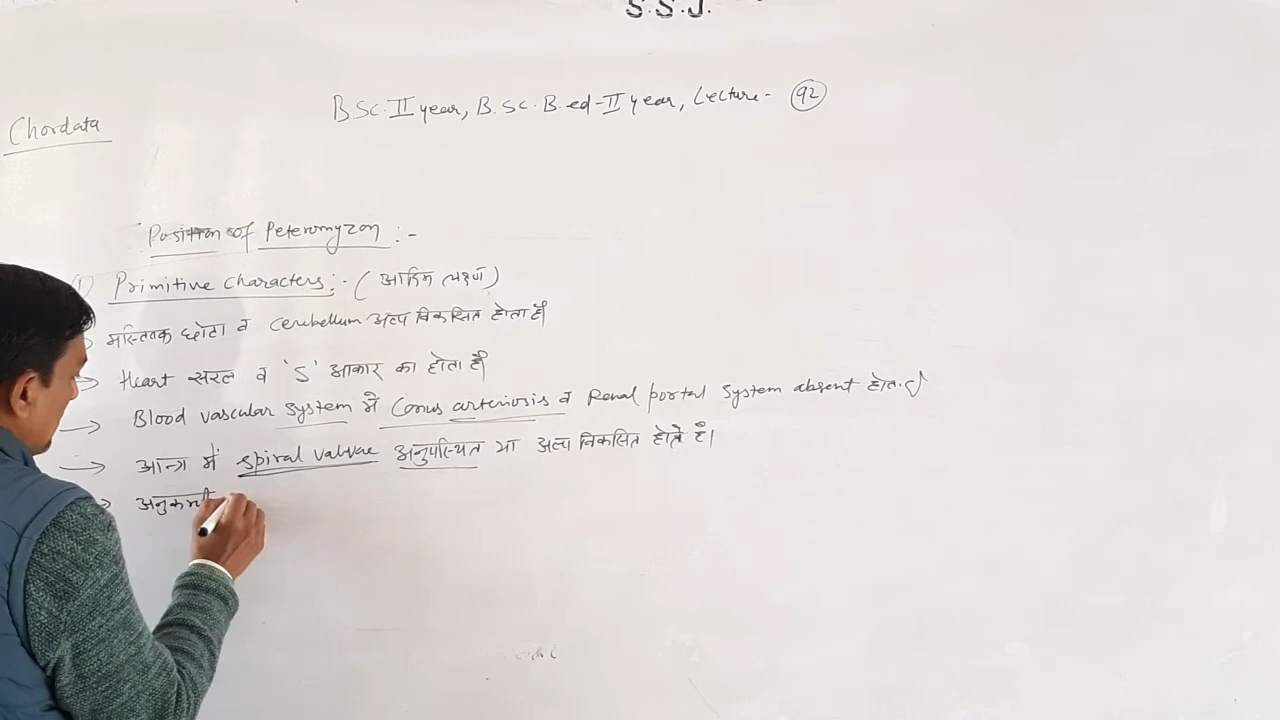 S.S.J.
B.Sc. II year, B.Sc. B.ed-II year, Lecture- 92
Chordata
Position of Peteromyzon :-
(1) Primitive Characters :- (आदिम लक्षण)
मस्तिष्क छोटा व Cerebellum अल्प विकसित होता है
Heart सरल व 'S' आकार का होता है
→ Blood vascular System में Conus arteriosis व Renal portal System absent होता
→ आन्त्र में spiral valvae अनुपस्थित या अल्प विकसित होते हैं।